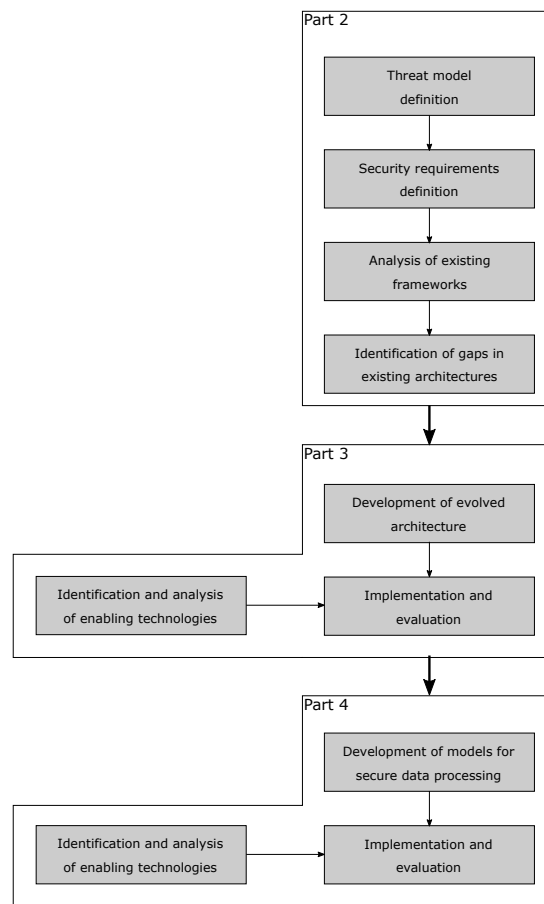 Part 2
Threat model
definition
Security requirements
definition
Analysis of existing
frameworks
Identification of gaps in
existing architectures
Part 3
Development of evolved
architecture
Identification and analysis
of enabling technologies
Implementation and
evaluation
Part 4
Development of models for
secure data processing
Identification and analysis
of enabling technologies
Implementation and
evaluation